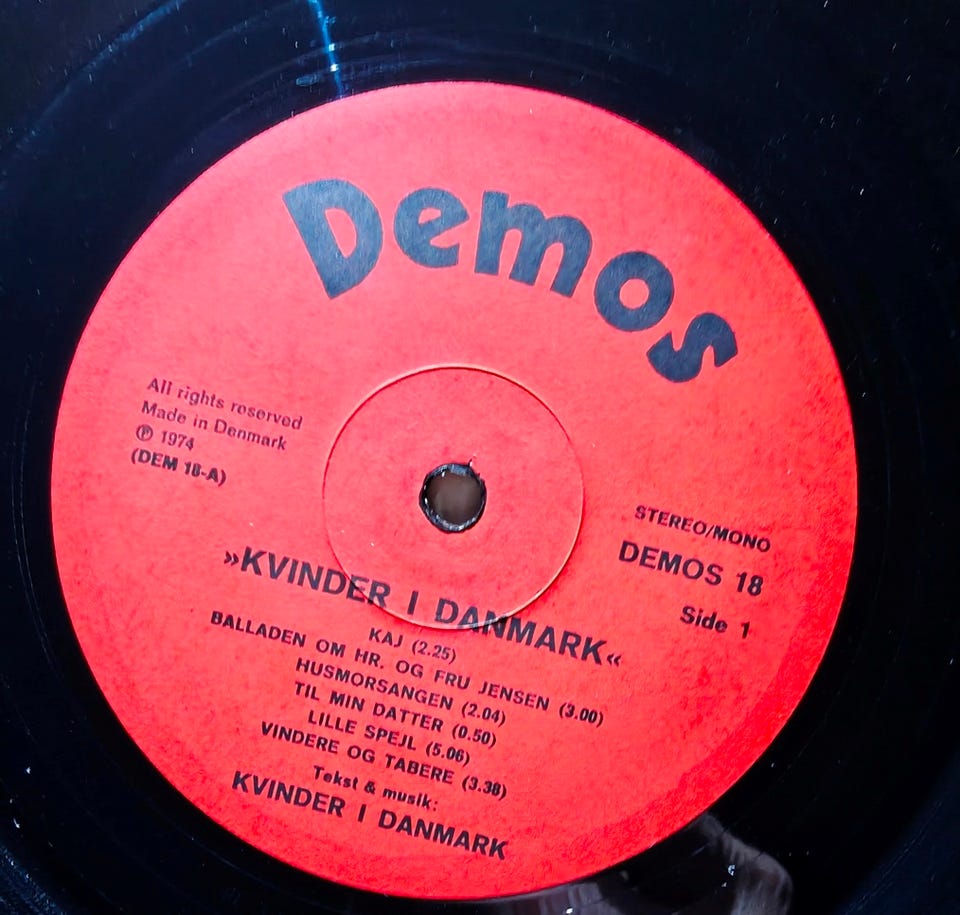 Demos
All rights reserved
Made in Denmark
℗ 1974
(DEM 18-A)
STEREO/MONO
DEMOS 18
Side 1
»KVINDER I DANMARK«
KAJ (2.25)
BALLADEN OM HR. OG FRU JENSEN (3.00)
HUSMORSANGEN (2.04)
TIL MIN DATTER (0.50)
LILLE SPEJL (5.06)
VINDERE OG TABERE (3.38)
Tekst & musik:
KVINDER I DANMARK